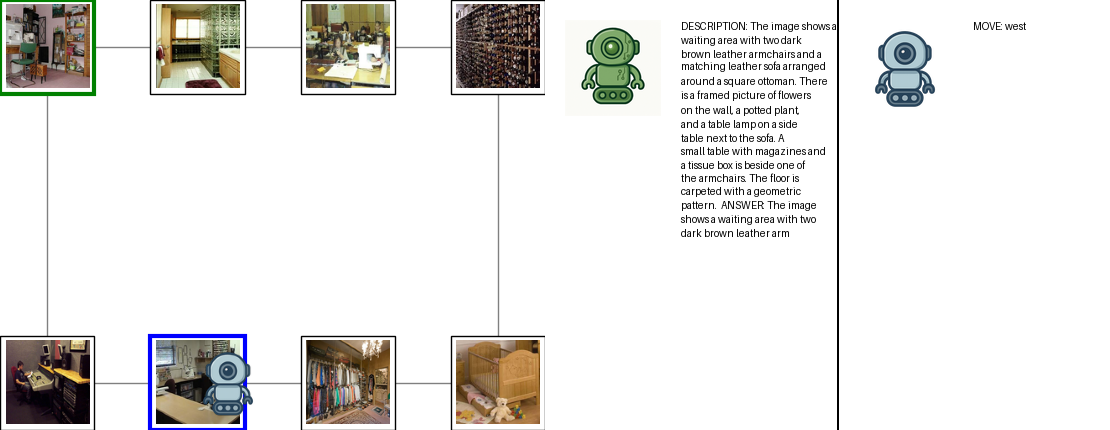 DESCRIPTION: The image shows a
waiting area with two dark
brown leather armchairs and a
matching leather sofa arranged
around a square ottoman. There
is a framed picture of flowers
on the wall, a potted plant,
and a table lamp on a side
table next to the sofa. A
small table with magazines and
a tissue box is beside one of
the armchairs. The floor is
carpeted with a geometric
pattern. ANSWER: The image
shows a waiting area with two
dark brown leather arm
MOVE: west